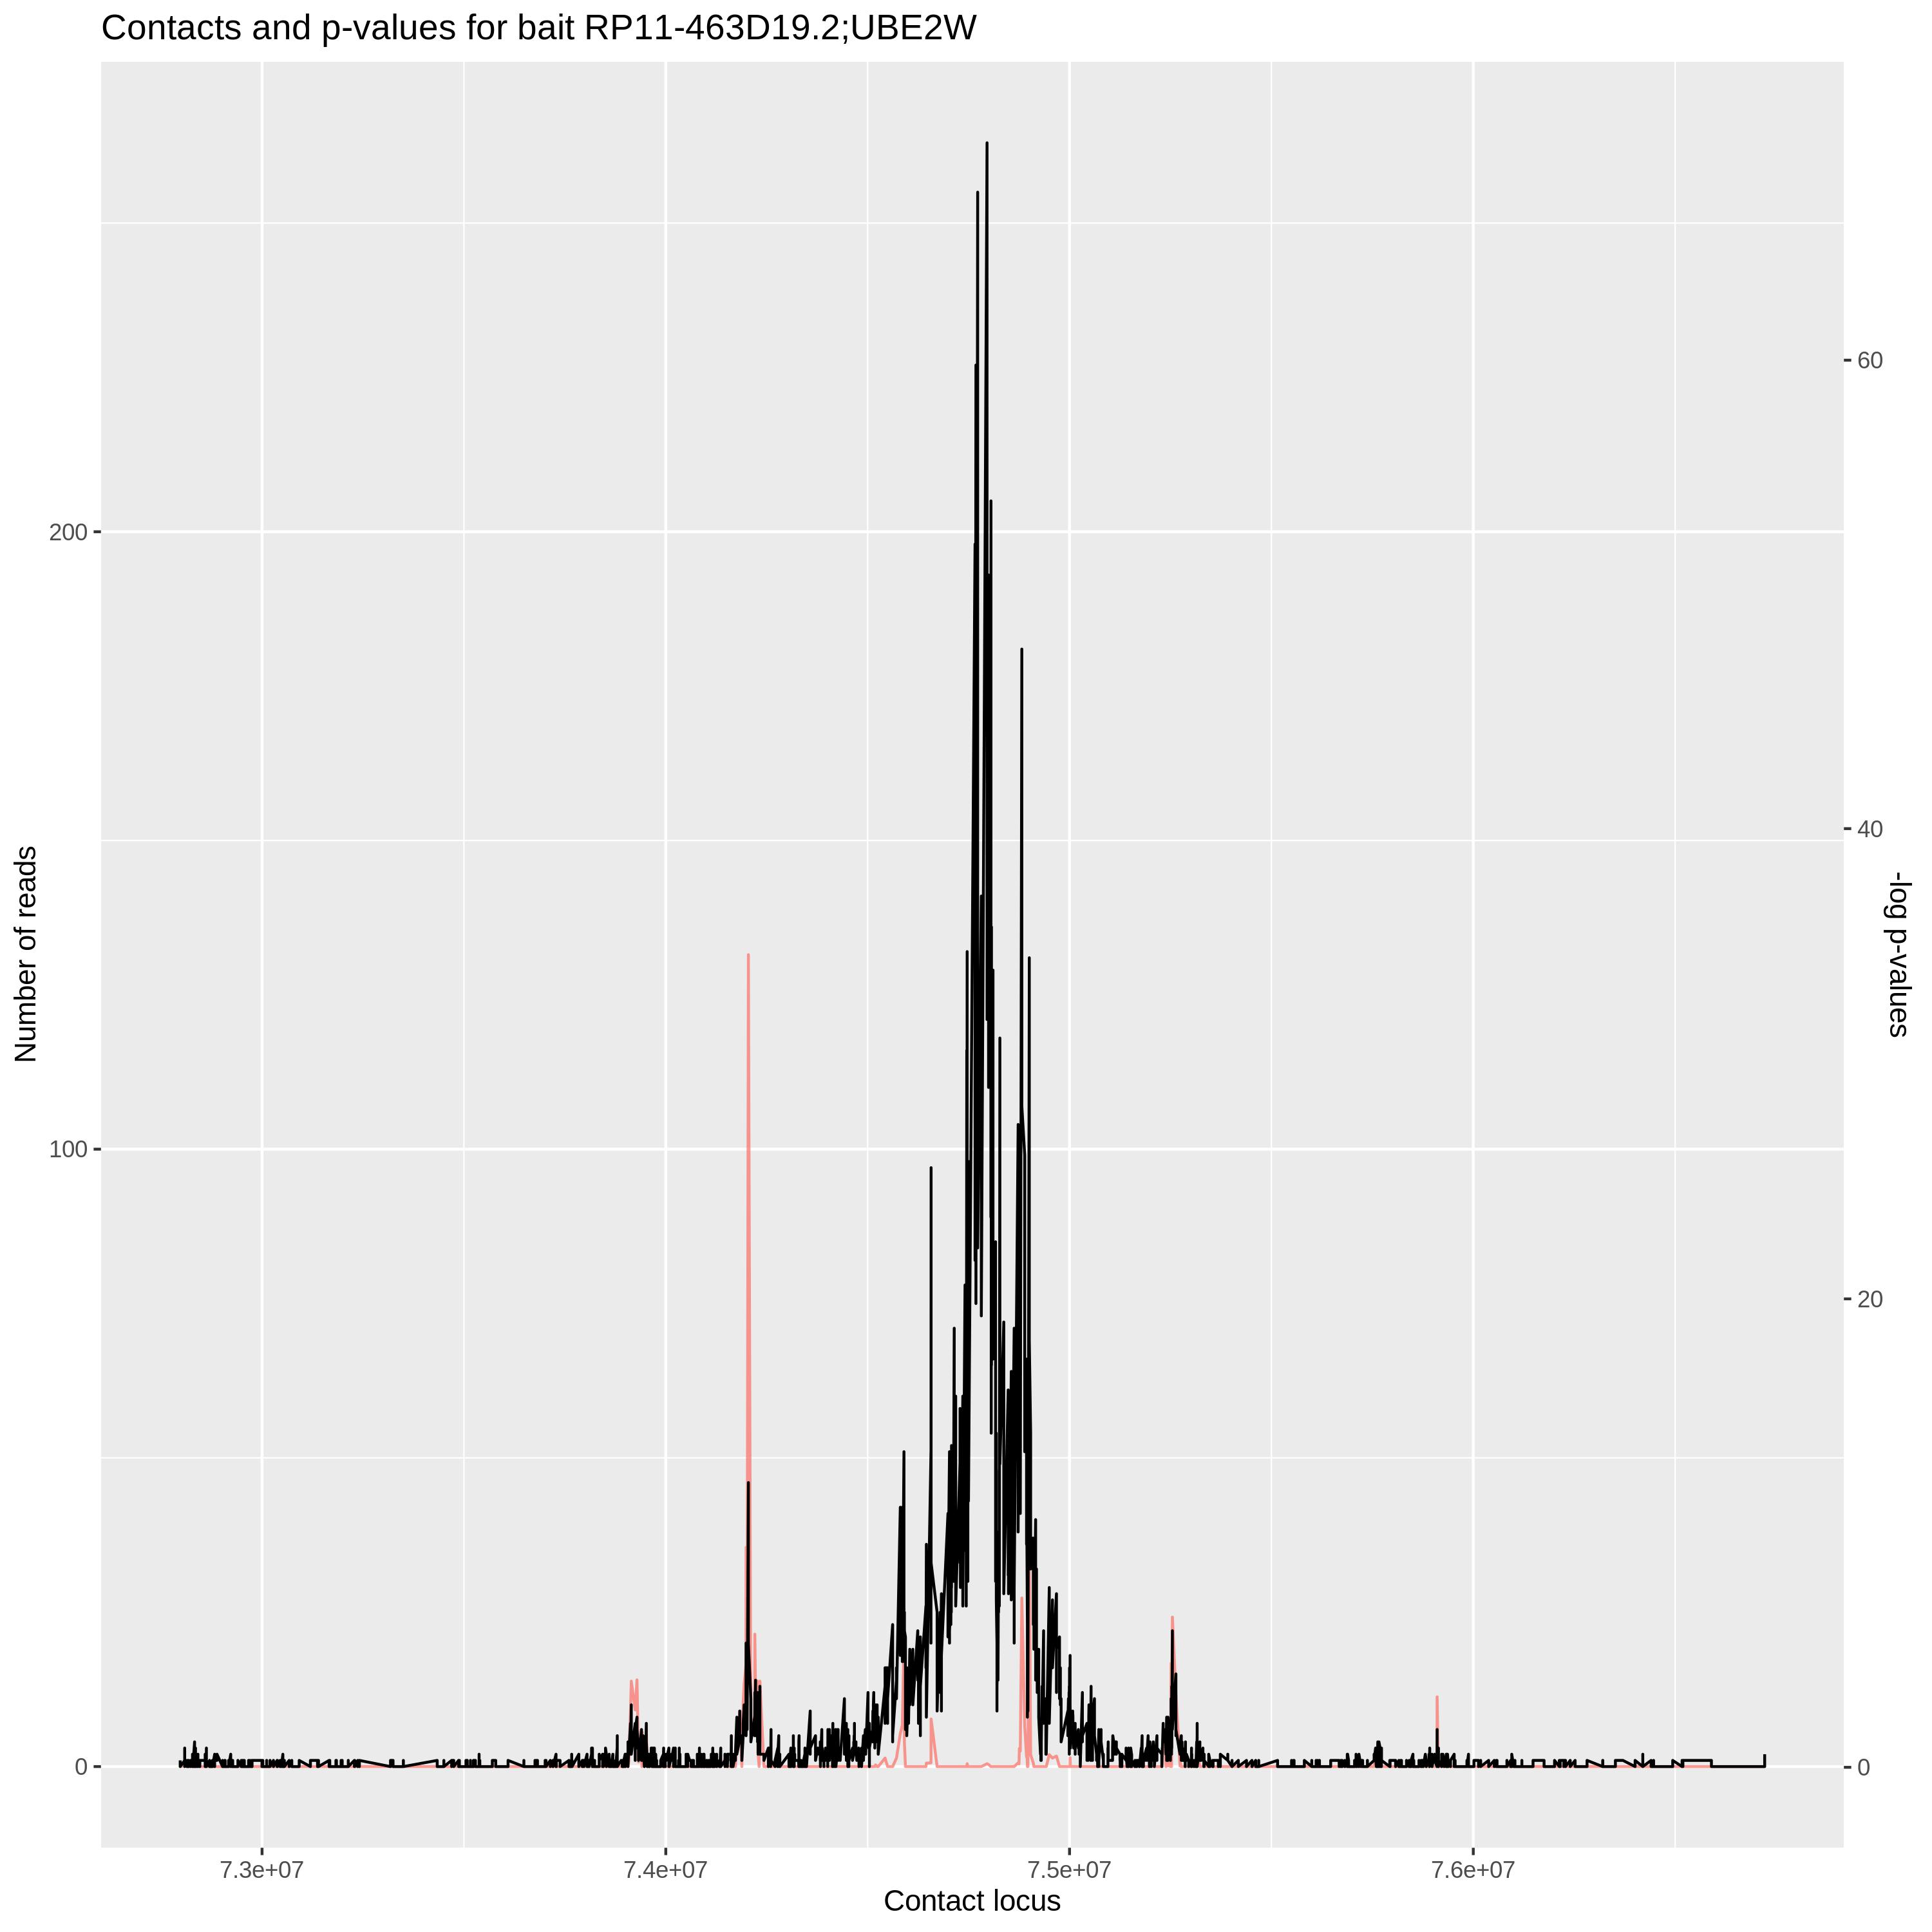 Contacts and p-values for bait RP11-463D19.2;UBE2W
Number of reads
200
100
0
60
40
20
0
-log p-values
7.3e+07
7.4e+07
7.5e+07
7.6e+07
Contact locus